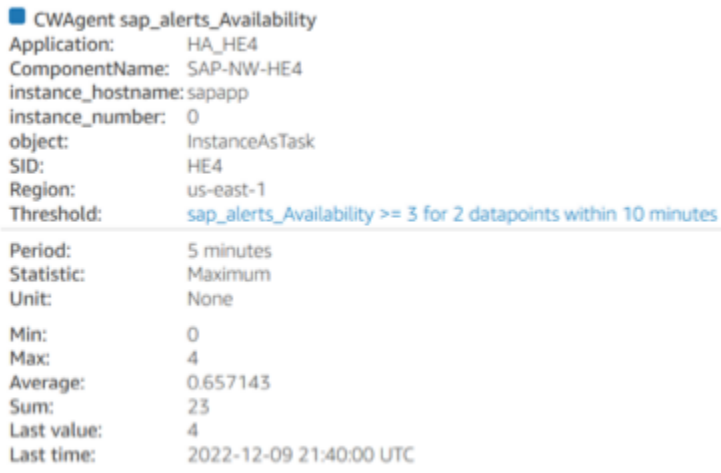 CWAgent sap_alerts_Availability
Application: HA_HE4
ComponentName: SAP-NW-HE4
instance_hostname: sapapp
instance_number: 0
object: InstanceAsTask
SID: HE4
Region: us-east-1
Threshold: sap_alerts_Availability >= 3 for 2 datapoints within 10 minutes
Period: 5 minutes
Statistic: Maximum
Unit: None
Min: 0
Max: 4
Average: 0.657143
Sum: 23
Last value: 4
Last time: 2022-12-09 21:40:00 UTC